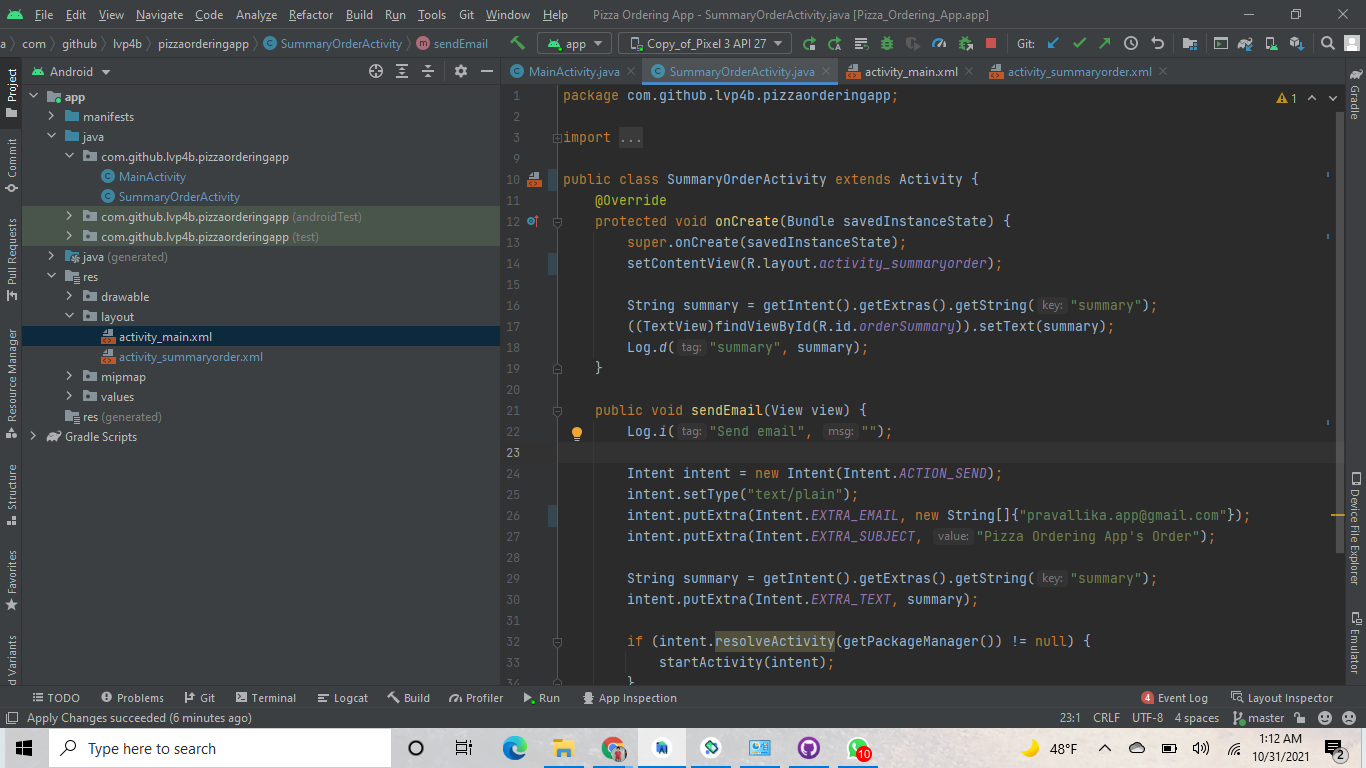 File Edit View Navigate Code Analyze Refactor Build Run Tools Git Window Help Pizza Ordering App - SummaryOrderActivity.java [Pizza_Ordering_App.app]
a com github lvp4b pizzaorderingapp SummaryOrderActivity sendEmail app Copy_of_Pixel 3 API 27 Git:
Project
Commit
Pull Requests
Resource Manager
Structure
Favorites
d Variants
Android
app
manifests
java
com.github.lvp4b.pizzaorderingapp
MainActivity
SummaryOrderActivity
com.github.lvp4b.pizzaorderingapp (androidTest)
com.github.lvp4b.pizzaorderingapp (test)
java (generated)
res
drawable
layout
activity_main.xml
activity_summaryorder.xml
mipmap
values
res (generated)
Gradle Scripts
MainActivity.java SummaryOrderActivity.java activity_main.xml activity_summaryorder.xml
1 package com.github.lvp4b.pizzaorderingapp; 1
2
3 import ...
9
10 public class SummaryOrderActivity extends Activity {
11 @Override
12 protected void onCreate(Bundle savedInstanceState) {
13 super.onCreate(savedInstanceState);
14 setContentView(R.layout.activity_summaryorder);
15
16 String summary = getIntent().getExtras().getString( key: "summary");
17 ((TextView)findViewById(R.id.orderSummary)).setText(summary);
18 Log.d( tag: "summary", summary);
19 }
20
21 public void sendEmail(View view) {
22 Log.i( tag: "Send email", msg: "");
23
24 Intent intent = new Intent(Intent.ACTION_SEND);
25 intent.setType("text/plain");
26 intent.putExtra(Intent.EXTRA_EMAIL, new String[]{"pravallika.app@gmail.com"});
27 intent.putExtra(Intent.EXTRA_SUBJECT, value: "Pizza Ordering App's Order");
28
29 String summary = getIntent().getExtras().getString( key: "summary");
30 intent.putExtra(Intent.EXTRA_TEXT, summary);
31
32 if (intent.resolveActivity(getPackageManager()) != null) {
33 startActivity(intent);
34 }
Gradle
Device File Explorer
Emulator
TODO Problems Git Terminal Logcat Build Profiler Run App Inspection 4 Event Log Layout Inspector
Apply Changes succeeded (6 minutes ago) 23:1 CRLF UTF-8 4 spaces master
Type here to search 10 48°F 1:12 AM
10/31/2021 2